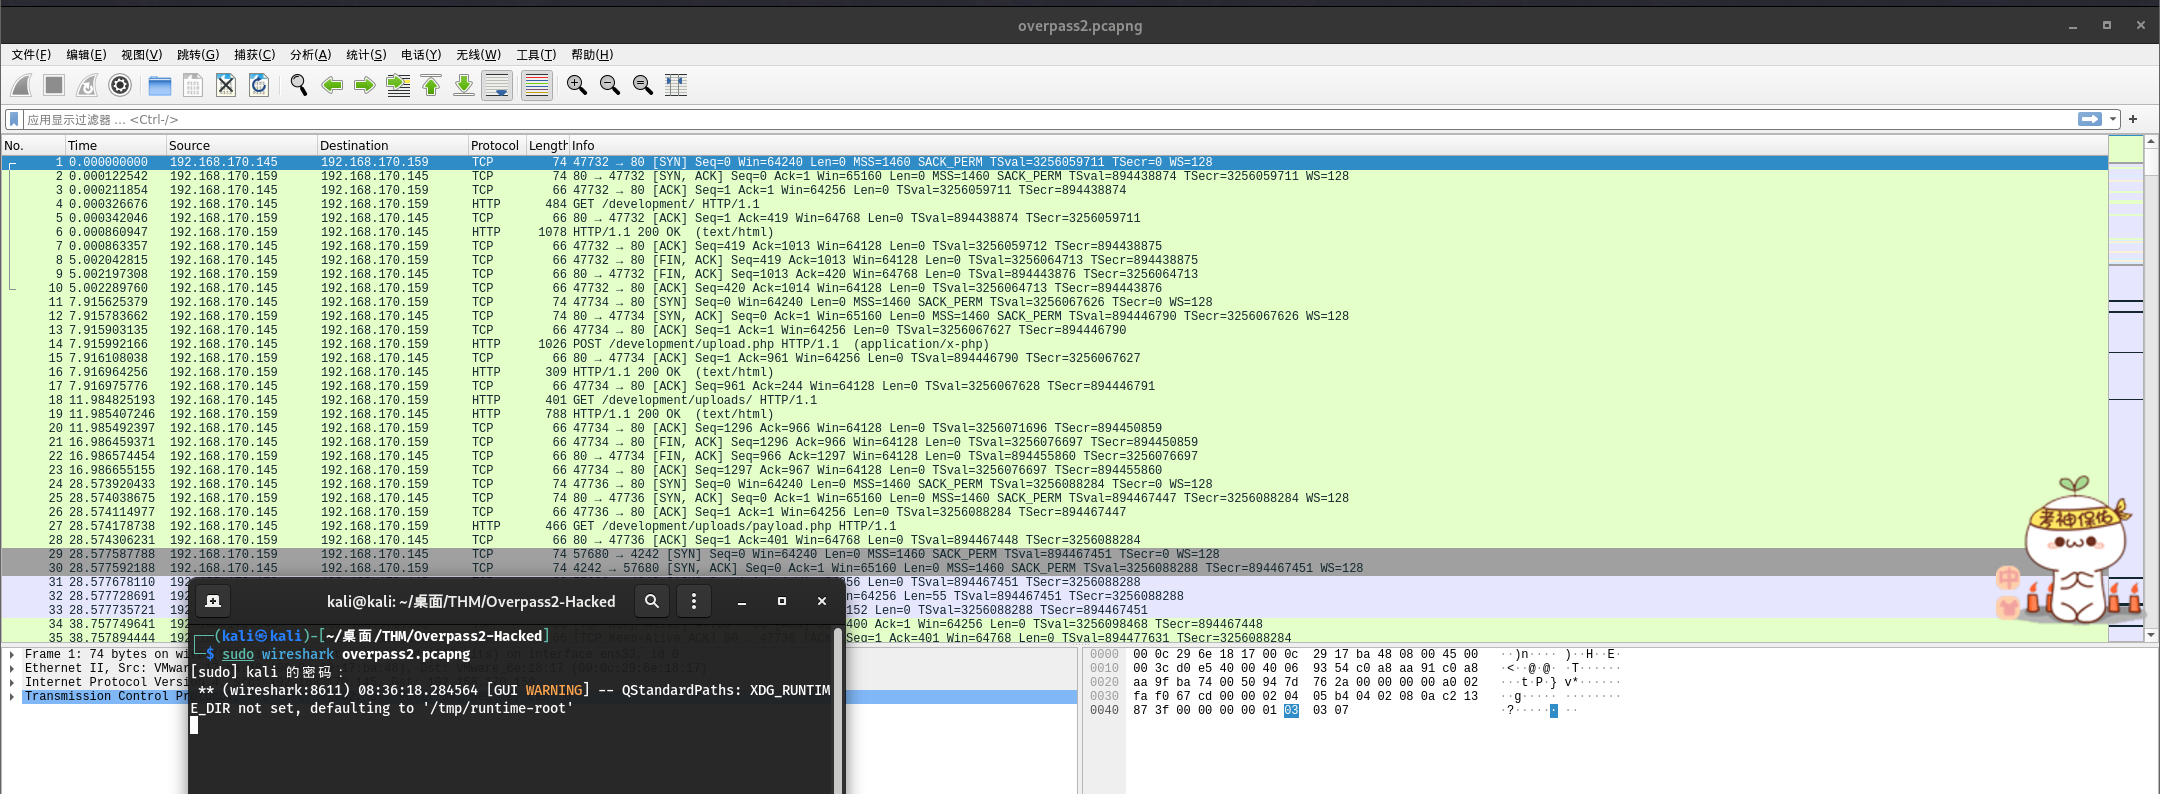 overpass2.pcapng
文件(F) 编辑(E) 视图(V) 跳转(G) 捕获(C) 分析(A) 统计(S) 电话(Y) 无线(W) 工具(T) 帮助(H)
应用显示过滤器 … <Ctrl-/>
No. Time Source Destination Protocol Length Info
1 0.000000000 192.168.170.145 192.168.170.159 TCP 74 47732 → 80 [SYN] Seq=0 Win=64240 Len=0 MSS=1460 SACK_PERM TSval=3256059711 TSecr=0 WS=128
2 0.000122542 192.168.170.159 192.168.170.145 TCP 74 80 → 47732 [SYN, ACK] Seq=0 Ack=1 Win=65160 Len=0 MSS=1460 SACK_PERM TSval=894438874 TSecr=3256059711 WS=128
3 0.000211854 192.168.170.145 192.168.170.159 TCP 66 47732 → 80 [ACK] Seq=1 Ack=1 Win=64256 Len=0 TSval=3256059711 TSecr=894438874
4 0.000326676 192.168.170.145 192.168.170.159 HTTP 484 GET /development/ HTTP/1.1
5 0.000342046 192.168.170.159 192.168.170.145 TCP 66 80 → 47732 [ACK] Seq=1 Ack=419 Win=64768 Len=0 TSval=894438874 TSecr=3256059711
6 0.000860947 192.168.170.159 192.168.170.145 HTTP 1078 HTTP/1.1 200 OK (text/html)
7 0.000863357 192.168.170.145 192.168.170.159 TCP 66 47732 → 80 [ACK] Seq=419 Ack=1013 Win=64128 Len=0 TSval=3256059712 TSecr=894438875
8 5.002042815 192.168.170.145 192.168.170.159 TCP 66 47732 → 80 [FIN, ACK] Seq=419 Ack=1013 Win=64128 Len=0 TSval=3256064713 TSecr=894438875
9 5.002197308 192.168.170.159 192.168.170.145 TCP 66 80 → 47732 [FIN, ACK] Seq=1013 Ack=420 Win=64768 Len=0 TSval=894443876 TSecr=3256064713
10 5.002289760 192.168.170.145 192.168.170.159 TCP 66 47732 → 80 [ACK] Seq=420 Ack=1014 Win=64128 Len=0 TSval=3256064713 TSecr=894443876
11 7.915625379 192.168.170.145 192.168.170.159 TCP 74 47734 → 80 [SYN] Seq=0 Win=64240 Len=0 MSS=1460 SACK_PERM TSval=3256067626 TSecr=0 WS=128
12 7.915783662 192.168.170.159 192.168.170.145 TCP 74 80 → 47734 [SYN, ACK] Seq=0 Ack=1 Win=65160 Len=0 MSS=1460 SACK_PERM TSval=894446790 TSecr=3256067626 WS=128
13 7.915903135 192.168.170.145 192.168.170.159 TCP 66 47734 → 80 [ACK] Seq=1 Ack=1 Win=64256 Len=0 TSval=3256067627 TSecr=894446790
14 7.915992166 192.168.170.145 192.168.170.159 HTTP 1026 POST /development/upload.php HTTP/1.1 (application/x-php)
15 7.916108038 192.168.170.159 192.168.170.145 TCP 66 80 → 47734 [ACK] Seq=1 Ack=961 Win=64256 Len=0 TSval=894446790 TSecr=3256067627
16 7.916964256 192.168.170.159 192.168.170.145 HTTP 309 HTTP/1.1 200 OK (text/html)
17 7.916975776 192.168.170.145 192.168.170.159 TCP 66 47734 → 80 [ACK] Seq=961 Ack=244 Win=64128 Len=0 TSval=3256067628 TSecr=894446791
18 11.984825193 192.168.170.145 192.168.170.159 HTTP 401 GET /development/uploads/ HTTP/1.1
19 11.985407246 192.168.170.159 192.168.170.145 HTTP 788 HTTP/1.1 200 OK (text/html)
20 11.985492397 192.168.170.145 192.168.170.159 TCP 66 47734 → 80 [ACK] Seq=1296 Ack=966 Win=64128 Len=0 TSval=3256071696 TSecr=894450859
21 16.986459371 192.168.170.145 192.168.170.159 TCP 66 47734 → 80 [FIN, ACK] Seq=1296 Ack=966 Win=64128 Len=0 TSval=3256076697 TSecr=894450859
22 16.986574454 192.168.170.159 192.168.170.145 TCP 66 80 → 47734 [FIN, ACK] Seq=966 Ack=1297 Win=64128 Len=0 TSval=894455860 TSecr=3256076697
23 16.986655155 192.168.170.145 192.168.170.159 TCP 66 47734 → 80 [ACK] Seq=1297 Ack=967 Win=64128 Len=0 TSval=3256076697 TSecr=894455860
24 28.573920433 192.168.170.145 192.168.170.159 TCP 74 47736 → 80 [SYN] Seq=0 Win=64240 Len=0 MSS=1460 SACK_PERM TSval=3256088284 TSecr=0 WS=128
25 28.574038675 192.168.170.159 192.168.170.145 TCP 74 80 → 47736 [SYN, ACK] Seq=0 Ack=1 Win=65160 Len=0 MSS=1460 SACK_PERM TSval=894467447 TSecr=3256088284 WS=128
26 28.574114977 192.168.170.145 192.168.170.159 TCP 66 47736 → 80 [ACK] Seq=1 Ack=1 Win=64256 Len=0 TSval=3256088284 TSecr=894467447
27 28.574178738 192.168.170.145 192.168.170.159 HTTP 466 GET /development/uploads/payload.php HTTP/1.1
28 28.574306231 192.168.170.159 192.168.170.145 TCP 66 80 → 47736 [ACK] Seq=1 Ack=401 Win=64768 Len=0 TSval=894467448 TSecr=3256088284
29 28.577587788 192.168.170.159 192.168.170.145 TCP 74 57680 → 4242 [SYN] Seq=0 Win=64240 Len=0 MSS=1460 SACK_PERM TSval=894467451 TSecr=0 WS=128
30 28.577592188 192.168.170.145 192.168.170.159 TCP 74 4242 → 57680 [SYN, ACK] Seq=0 Ack=1 Win=65160 Len=0 MSS=1460 SACK_PERM TSval=3256088288 TSecr=894467451 WS=128
31 28.577678110 192. 256 Len=0 TSval=894467451 TSecr=3256088288
32 28.577728691 192. =64256 Len=55 TSval=894467451 TSecr=3256088288
33 28.577735721 192. 152 Len=0 TSval=3256088288 TSecr=894467451
34 38.757749641 192. 400 Ack=1 Win=64256 Len=0 TSval=3256098468 TSecr=894467448
35 38.757894444 192. Seq=1 Ack=401 Win=64768 Len=0 TSval=894477631 TSecr=3256088284
考神保佑
中
kali@kali: ~/桌面/THM/Overpass2-Hacked
┌──(kali㉿kali)-[~/桌面/THM/Overpass2-Hacked]
└─$ sudo wireshark overpass2.pcapng
[sudo] kali 的密码：
** (wireshark:8611) 08:36:18.284564 [GUI WARNING] -- QStandardPaths: XDG_RUNTIM
E_DIR not set, defaulting to '/tmp/runtime-root'
Frame 1: 74 bytes on wi
Ethernet II, Src: VMwar
Internet Protocol Versi
Transmission Control Pr
0000 00 0c 29 6e 18 17 00 0c 29 17 ba 48 08 00 45 00 ··)n···· )··H··E·
0010 00 3c d0 e5 40 00 40 06 93 54 c0 a8 aa 91 c0 a8 ·<··@·@· ·T······
0020 aa 9f ba 74 00 50 94 7d 76 2a 00 00 00 00 a0 02 ···t·P·} v*······
0030 fa f0 67 cd 00 00 02 04 05 b4 04 02 08 0a c2 13 ··g····· ········
0040 87 3f 00 00 00 00 01 03 03 07 ·?······ ··